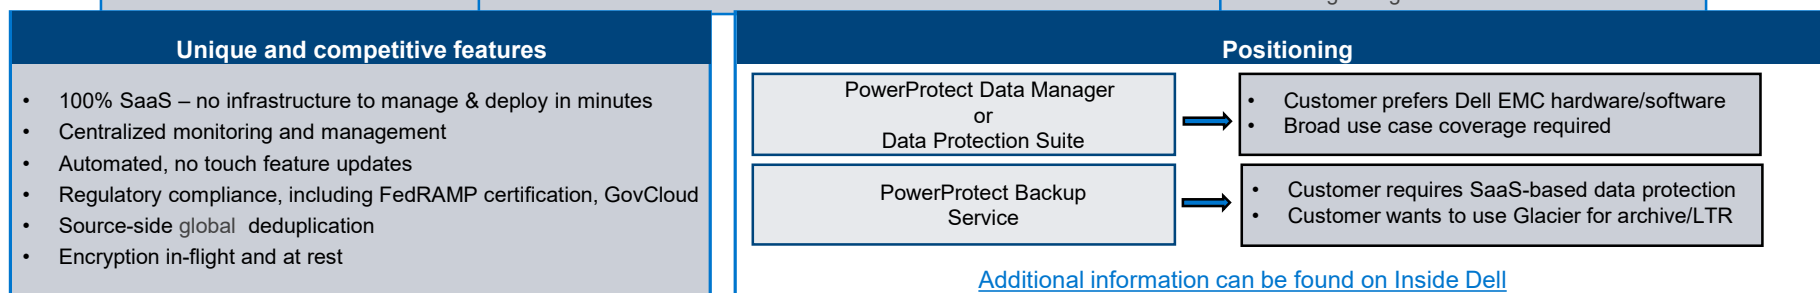 Unique and competitive features
• 100% SaaS – no infrastructure to manage & deploy in minutes
• Centralized monitoring and management
• Automated, no touch feature updates
• Regulatory compliance, including FedRAMP certification, GovCloud
• Source-side global deduplication
• Encryption in-flight and at rest
Positioning
PowerProtect Data Manager
or
Data Protection Suite
• Customer prefers Dell EMC hardware/software
• Broad use case coverage required
PowerProtect Backup
Service
• Customer requires SaaS-based data protection
• Customer wants to use Glacier for archive/LTR
Additional information can be found on Inside Dell